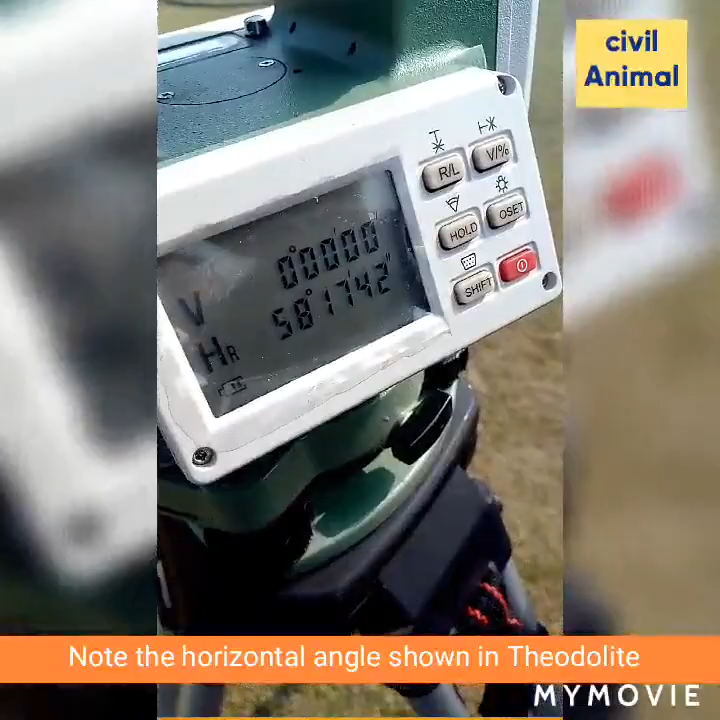 civil
Animal
R/L
V/%
HOLD
OSET
SHIFT
V 00°00'00"
HR 58°17'42"
Note the horizontal angle shown in Theodolite
MYMOVIE